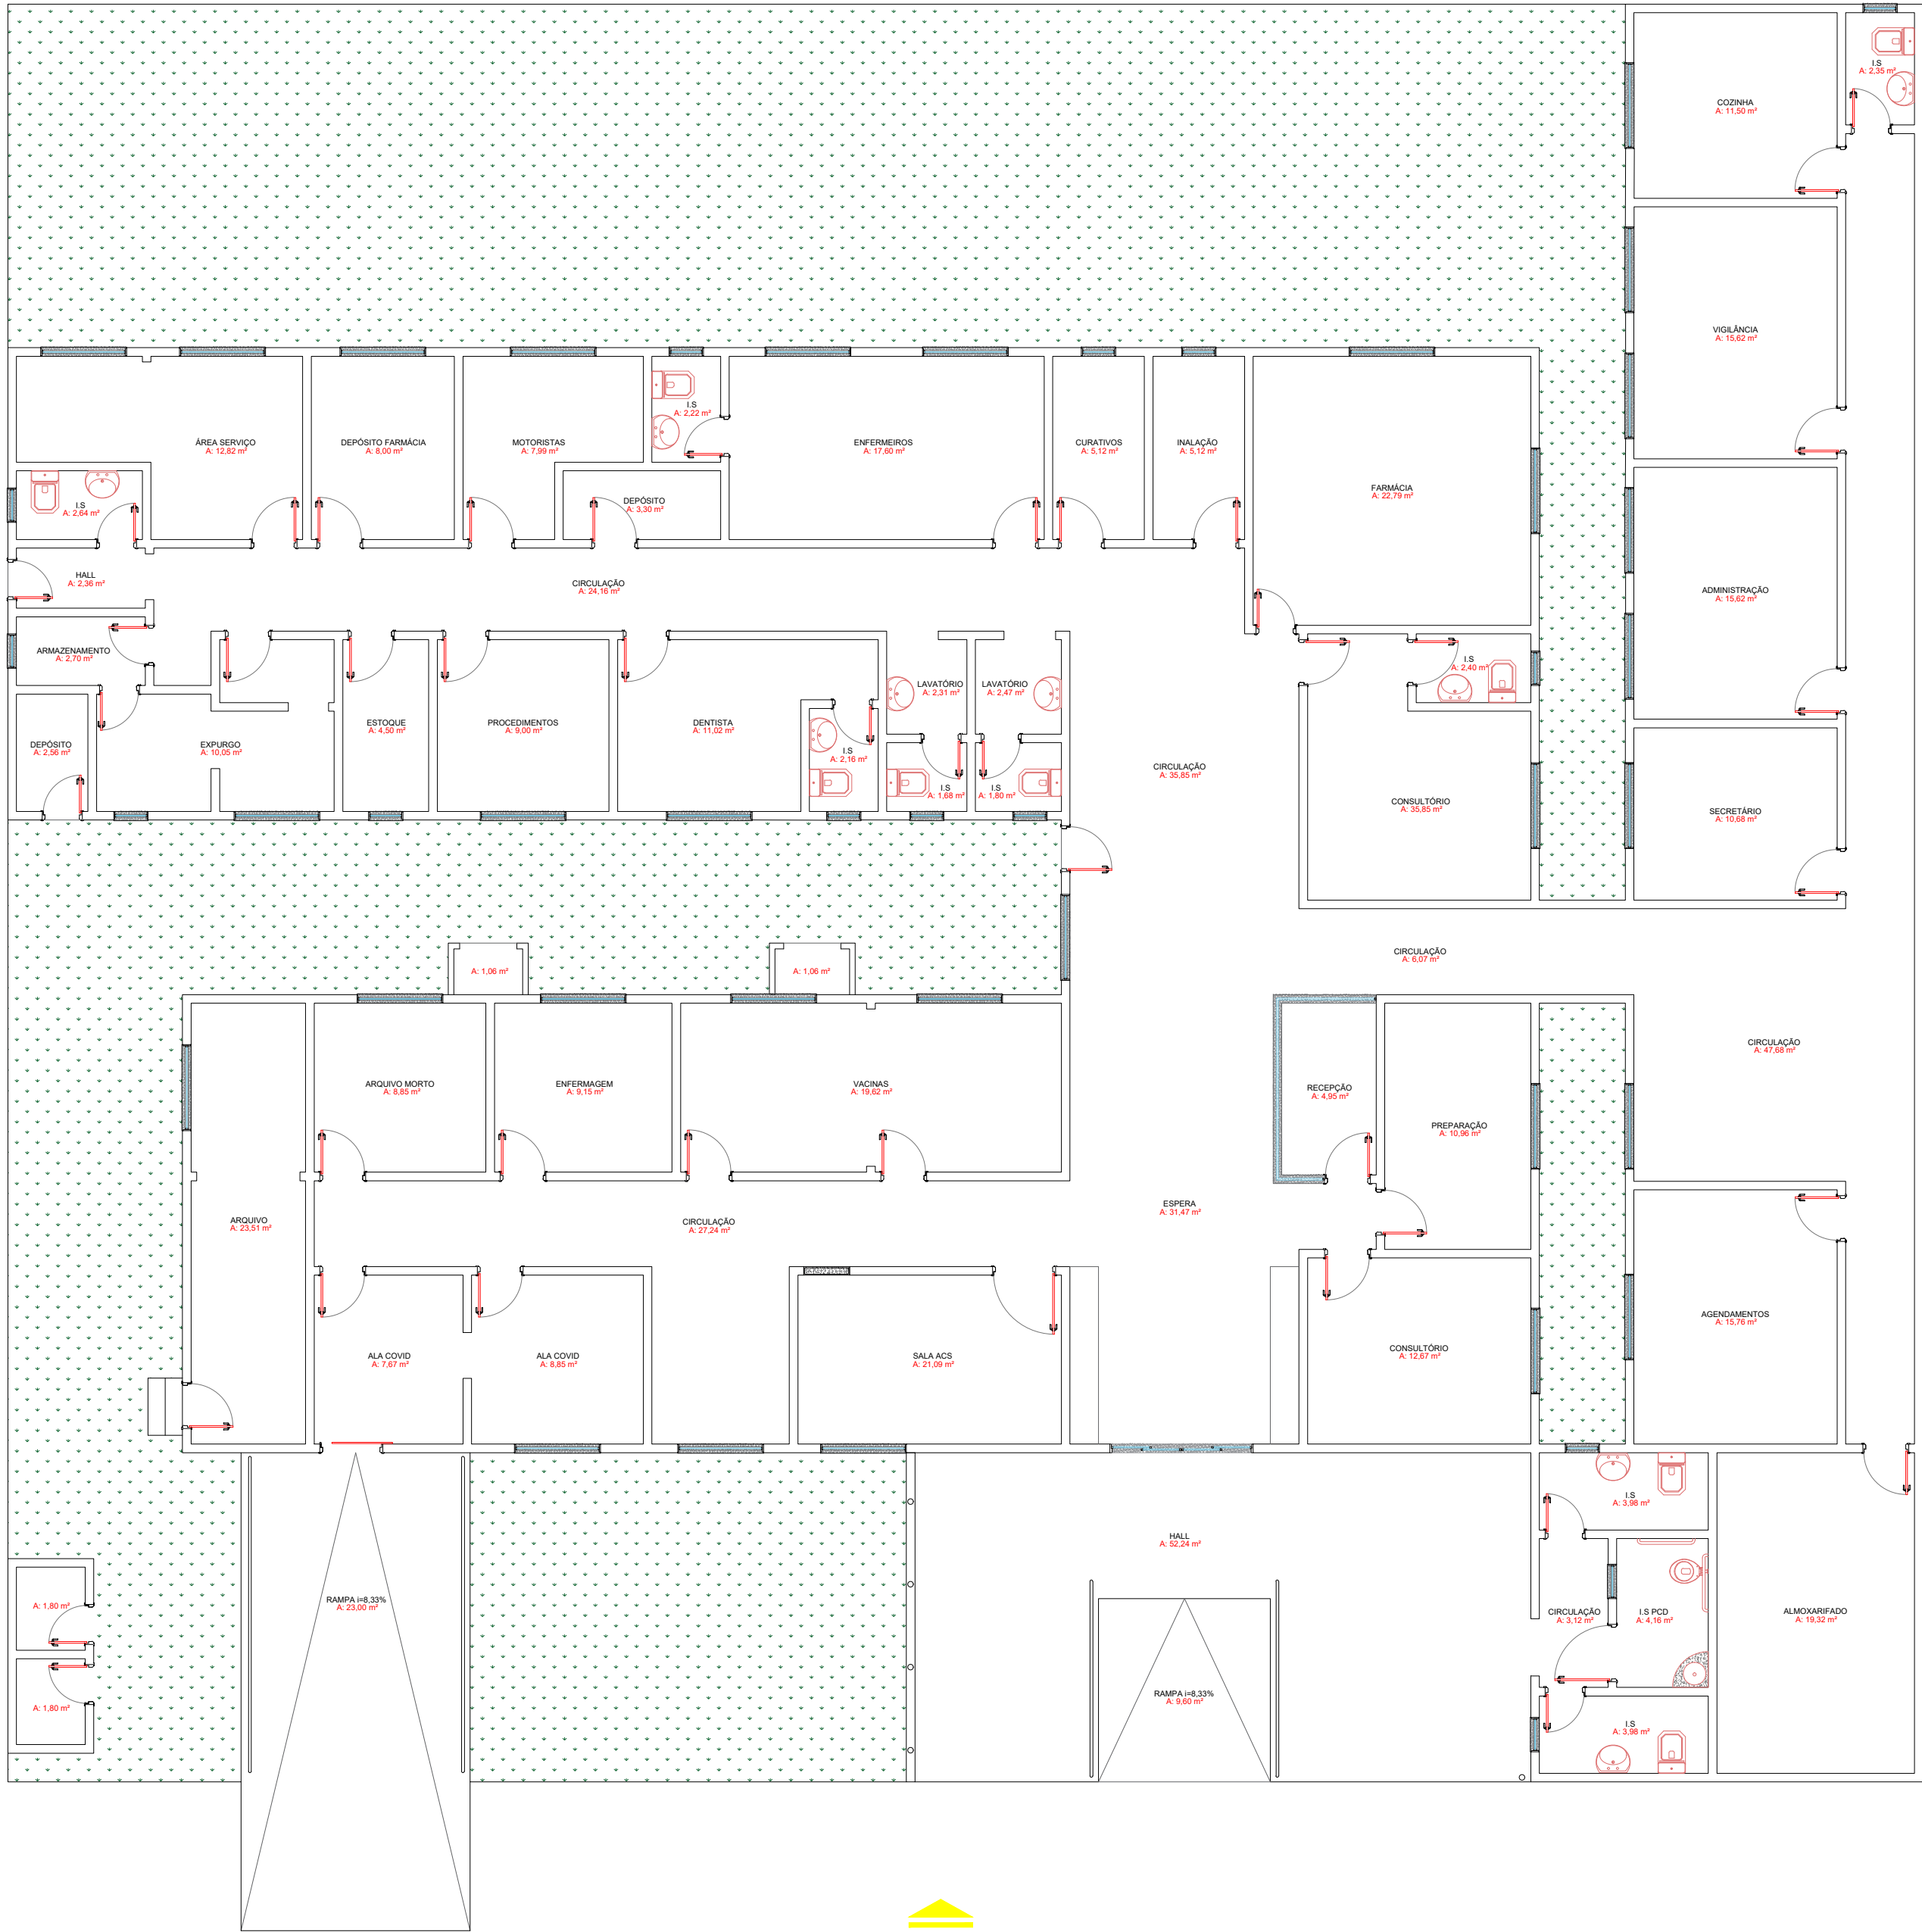 I.S
A: 2,35 m²
COZINHA
A: 11,50 m²
VIGILÂNCIA
A: 15,62 m²
I.S
A: 2,22 m²
ÁREA SERVIÇO
A: 12,82 m²
DEPÓSITO FARMÁCIA
A: 8,00 m²
MOTORISTAS
A: 7,99 m²
ENFERMEIROS
A: 17,60 m²
CURATIVOS
A: 5,12 m²
INALAÇÃO
A: 5,12 m²
FARMÁCIA
A: 22,79 m²
I.S
A: 2,64 m²
DEPÓSITO
A: 3,30 m²
HALL
A: 2,36 m²
CIRCULAÇÃO
A: 24,16 m²
ADMINISTRAÇÃO
A: 15,62 m²
ARMAZENAMENTO
A: 2,70 m²
I.S
A: 2,40 m²
LAVATÓRIO
A: 2,31 m²
LAVATÓRIO
A: 2,47 m²
DEPÓSITO
A: 2,56 m²
EXPURGO
A: 10,05 m²
ESTOQUE
A: 4,50 m²
PROCEDIMENTOS
A: 9,00 m²
DENTISTA
A: 11,02 m²
I.S
A: 2,16 m²
I.S
A: 1,68 m²
I.S
A: 1,80 m²
CIRCULAÇÃO
A: 35,85 m²
CONSULTÓRIO
A: 35,85 m²
SECRETÁRIO
A: 10,68 m²
CIRCULAÇÃO
A: 6,07 m²
A: 1,06 m²
A: 1,06 m²
CIRCULAÇÃO
A: 47,68 m²
ARQUIVO MORTO
A: 8,85 m²
ENFERMAGEM
A: 9,15 m²
VACINAS
A: 19,62 m²
RECEPÇÃO
A: 4,95 m²
PREPARAÇÃO
A: 10,96 m²
ARQUIVO
A: 23,51 m²
CIRCULAÇÃO
A: 27,24 m²
ESPERA
A: 31,47 m²
AGENDAMENTOS
A: 15,76 m²
ALA COVID
A: 7,67 m²
ALA COVID
A: 8,85 m²
SALA ACS
A: 21,09 m²
CONSULTÓRIO
A: 12,67 m²
I.S
A: 3,98 m²
HALL
A: 52,24 m²
RAMPA i=8,33%
A: 23,00 m²
A: 1,80 m²
CIRCULAÇÃO
A: 3,12 m²
I.S PCD
A: 4,16 m²
ALMOXARIFADO
A: 19,32 m²
A: 1,80 m²
RAMPA i=8,33%
A: 9,60 m²
I.S
A: 3,98 m²